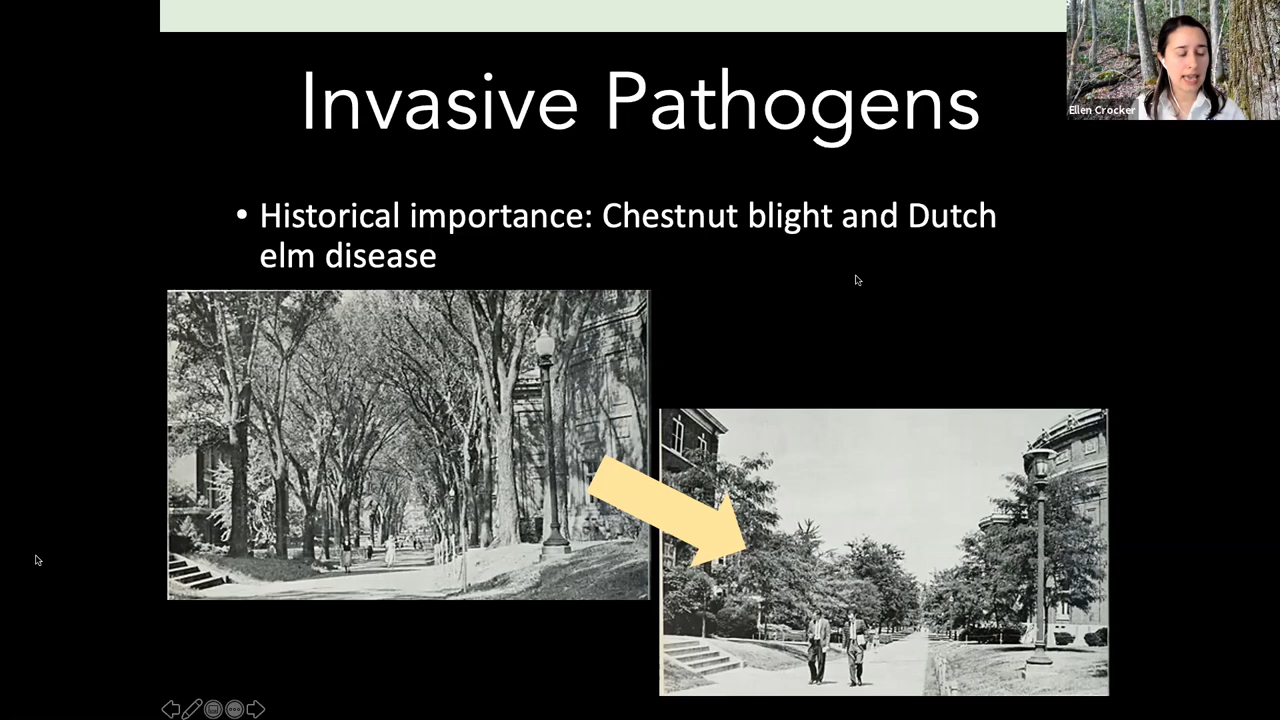 Invasive Pathogens
Ellen Crocker
• Historical importance: Chestnut blight and Dutch
elm disease